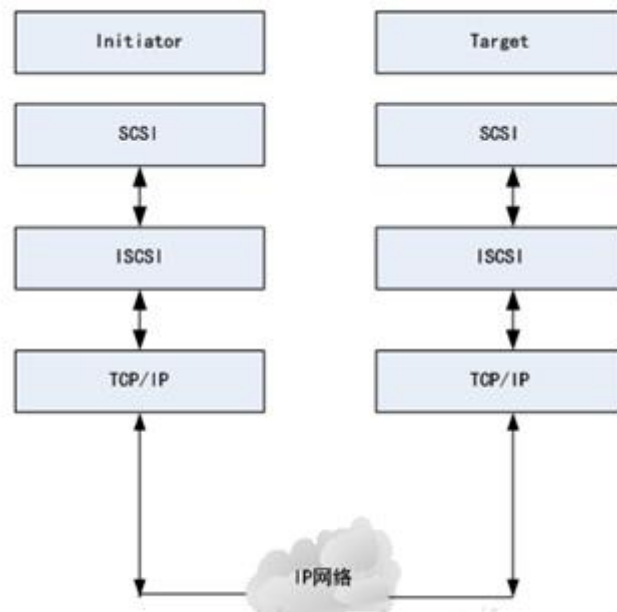 Initiator
Target
SCSI
SCSI
ISCSI
ISCSI
TCP/IP
TCP/IP
IP网络